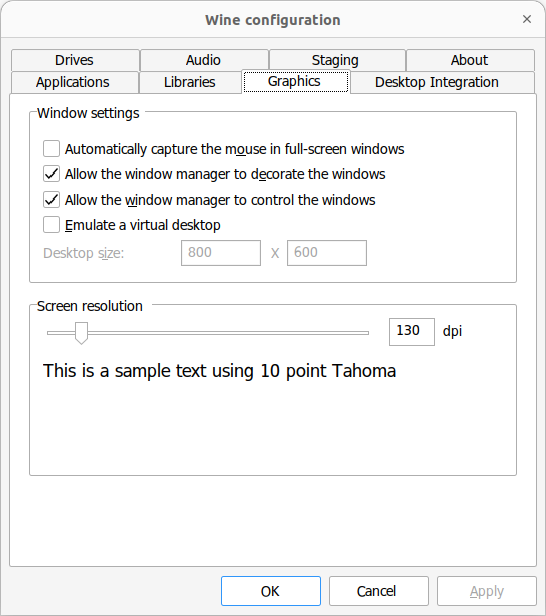 Wine configuration
Drives Audio Staging About
Applications Libraries Graphics Desktop Integration
Window settings
Automatically capture the mouse in full-screen windows
Allow the window manager to decorate the windows
Allow the window manager to control the windows
Emulate a virtual desktop
Desktop size: 800 X 600
Screen resolution
130 dpi
This is a sample text using 10 point Tahoma
OK Cancel Apply